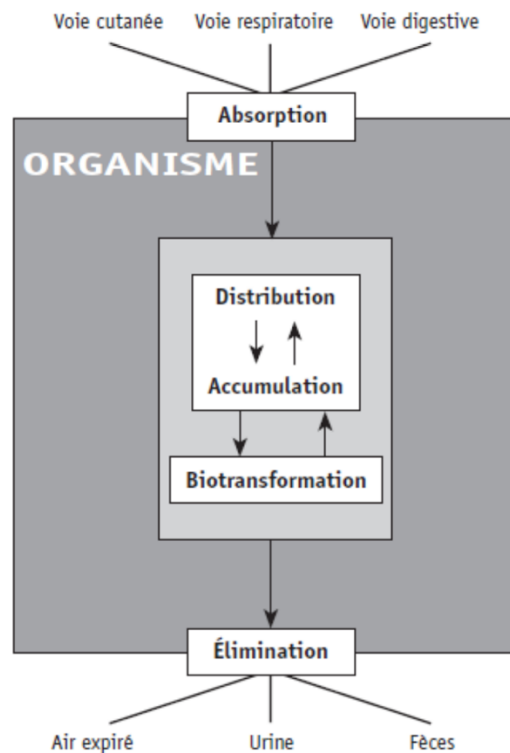 Voie cutanée Voie respiratoire Voie digestive
Absorption
ORGANISME
Distribution
Accumulation
Biotransformation
Élimination
Air expiré Urine Fèces